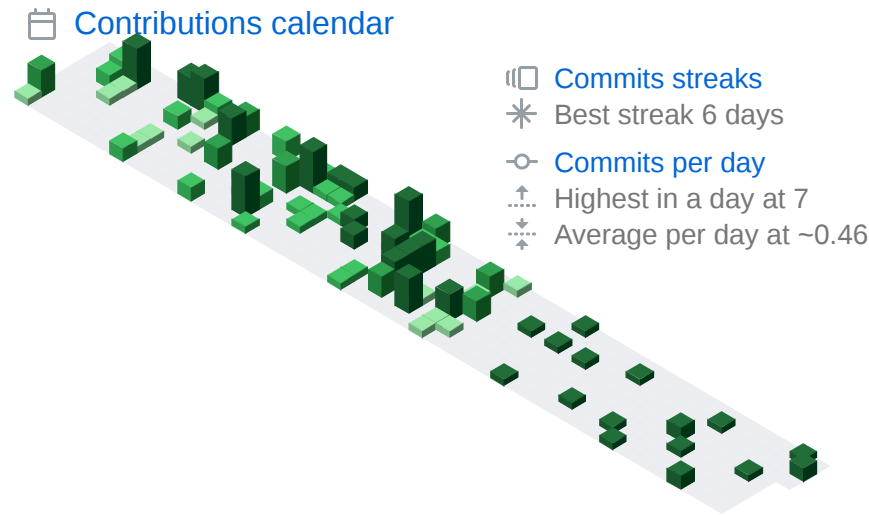 Contributions calendar
Commits streaks
Best streak 6 days
Commits per day
Highest in a day at 7
Average per day at ~0.46